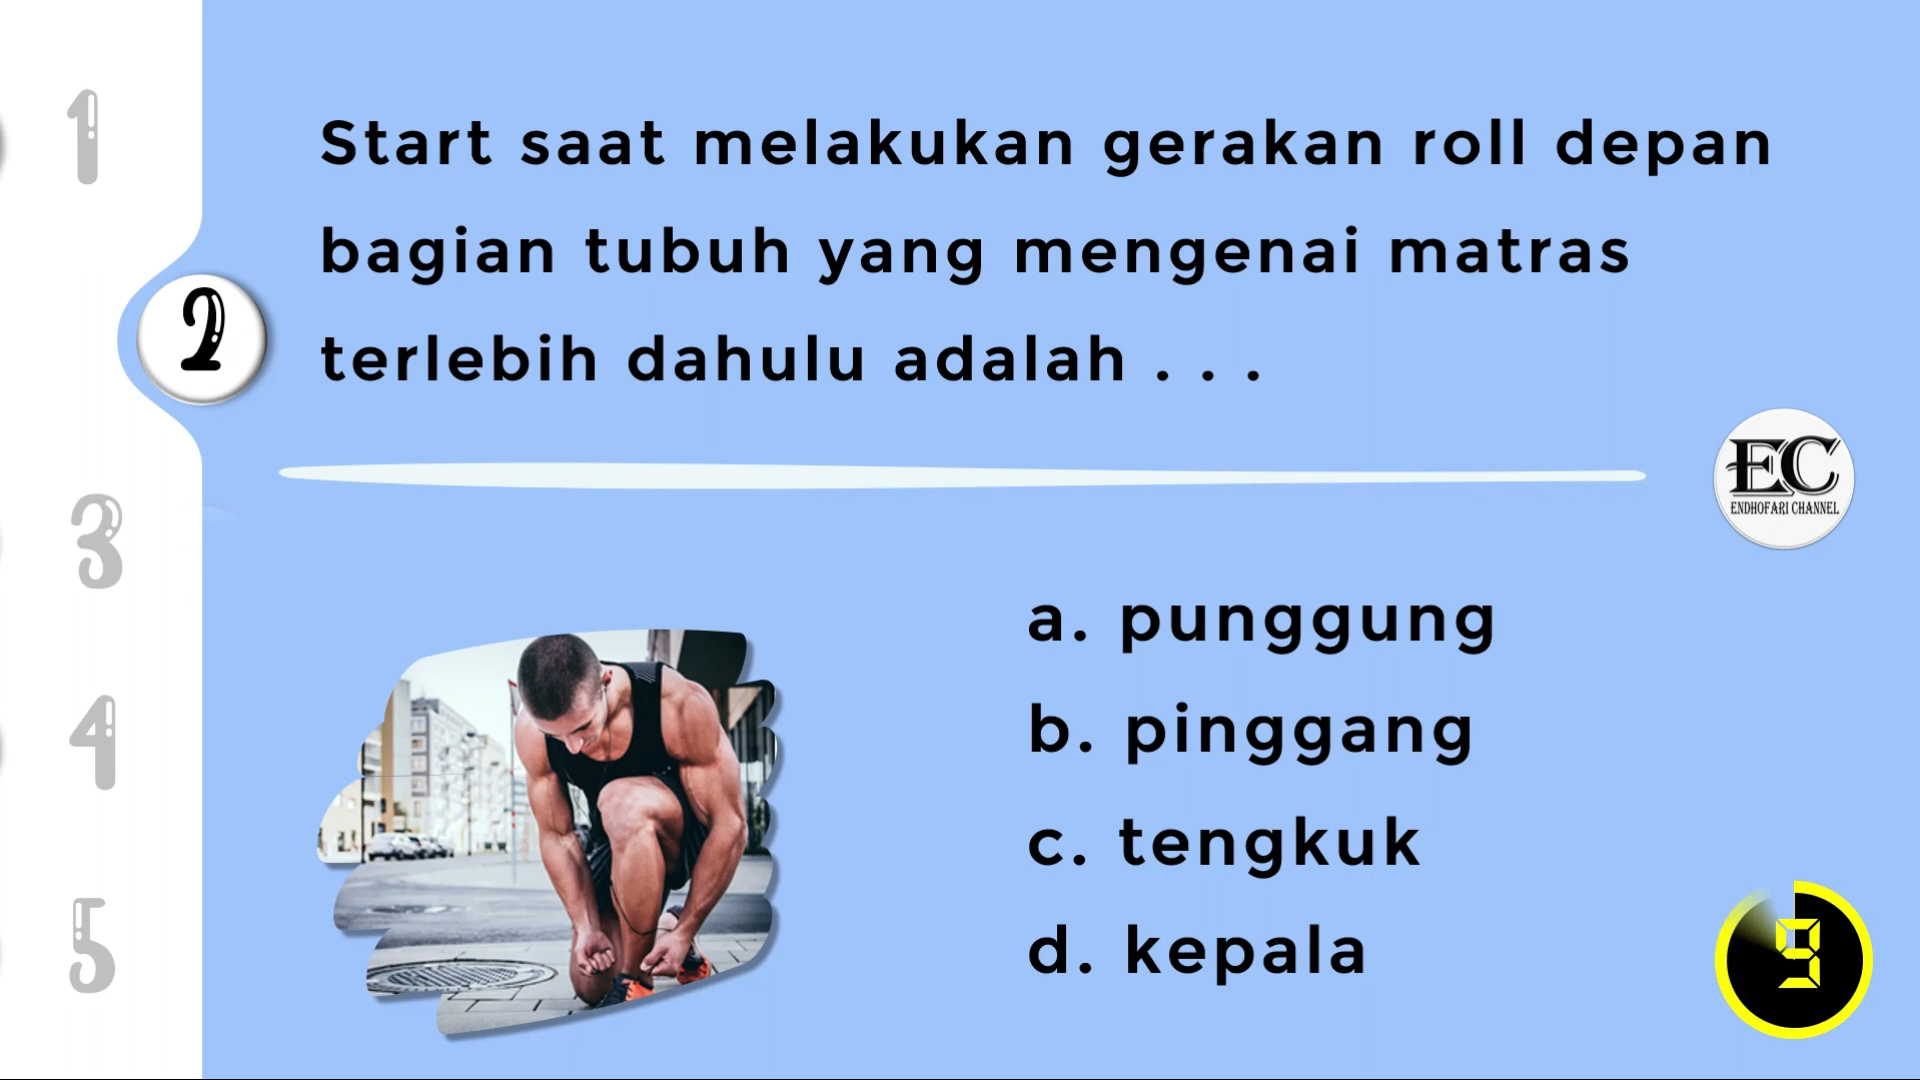 1
2
3
4
5
Start saat melakukan gerakan roll depan
bagian tubuh yang mengenai matras
terlebih dahulu adalah . . .
EC
ENDHOFARI CHANNEL
a. punggung
b. pinggang
c. tengkuk
d. kepala
9